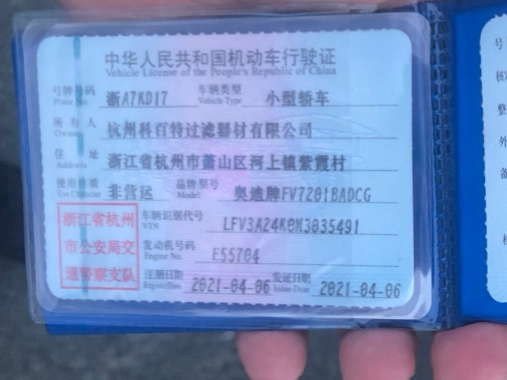 中华人民共和国机动车行驶证
Vehicle License of the People's Republic of China
号牌号码 浙A7KD17 车辆类型 小型轿车
Plate No. Vehicle Type
所有人 杭州科百特过滤器材有限公司
Owner
住址 浙江省杭州市萧山区河上镇紫霞村
Address
使用性质 非营运 品牌型号 奥迪牌FV7201BADCG
Use Character Model
浙江省杭州
市公安局交
通警察支队
车辆识别代号 LFV3A24K0N3035491
VIN
发动机号码 E55704
Engine No.
注册日期 2021-04-06 发证日期 2021-04-06
Register Date Issue Date
号
核
整
外
备